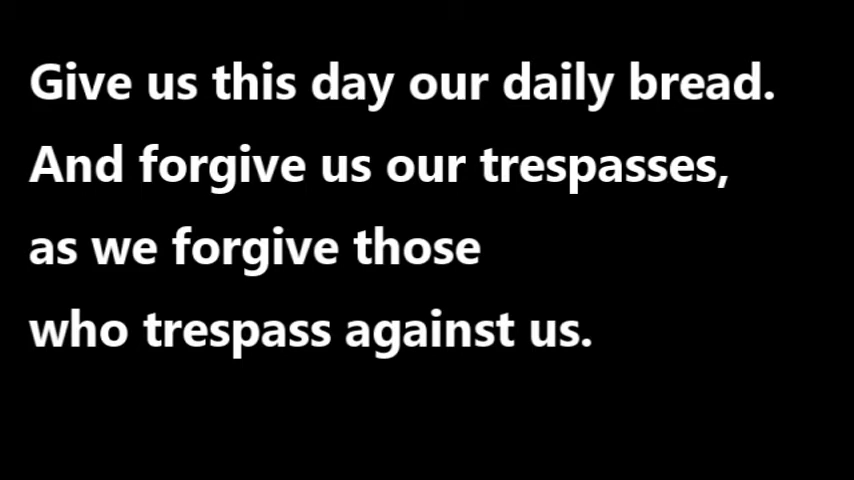 Give us this day our daily bread.
And forgive us our trespasses,
as we forgive those
who trespass against us.